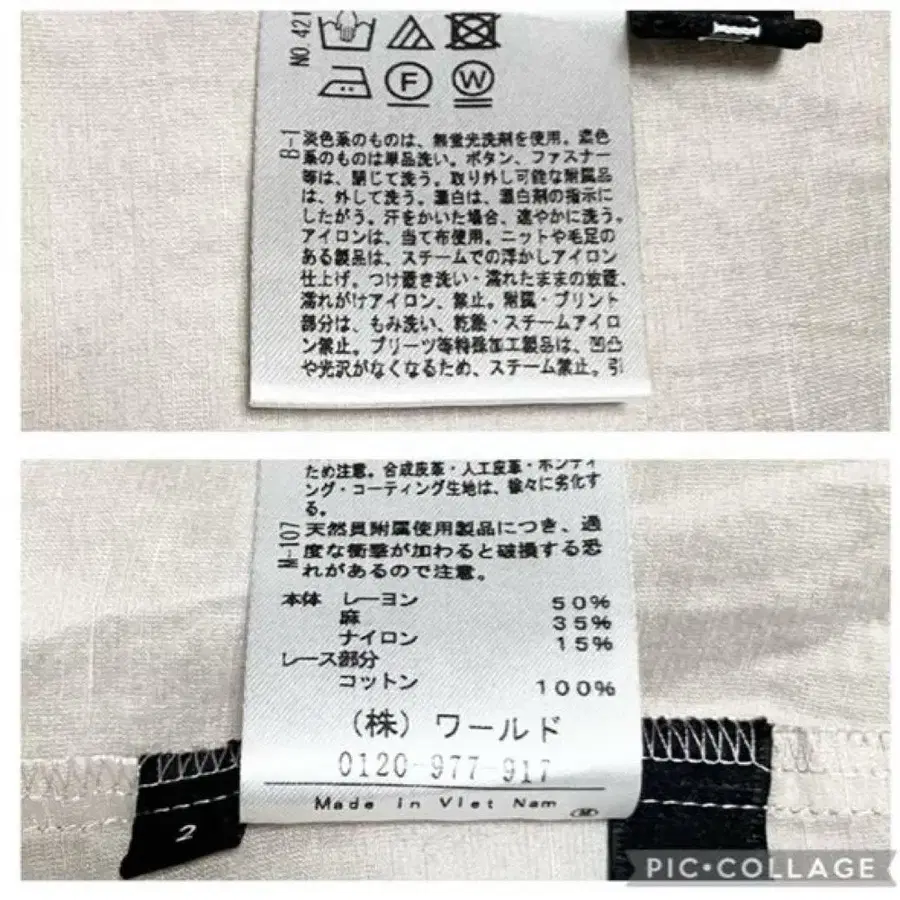 NO.421
F
W
B-1
淡色系のものは、無蛍光洗剤を使用。濃色
系のものは単品洗い。ボタン、ファスナー
等は、閉じて洗う。取り外し可能な附属品
は、外して洗う。漂白は、漂白剤の指示に
したがう。汗をかいた場合、速やかに洗う。
アイロンは、当て布使用。ニットや毛足の
ある製品は、スチームでの浮かしアイロン
仕上げ。つけ置き洗い・濡れたままの放置、
濡れがけアイロン、禁止。附属・プリント
部分は、もみ洗い、乾燥・スチームアイロ
ン禁止。プリーツ等特殊加工製品は、凹凸
や光沢がなくなるため、スチーム禁止。引
ため注意。合成皮革・人工皮革・ボンディ
ング・コーティング生地は、徐々に劣化す
る。
M-107
天然貝附属使用製品につき、過
度な衝撃が加わると破損する恐
れがあるので注意。
本体 レーヨン 50%
麻 35%
ナイロン 15%
レース部分
コットン 100%
(株)ワールド
0120-977-917
Made in Viet Nam
M
2
PIC•COLLAGE